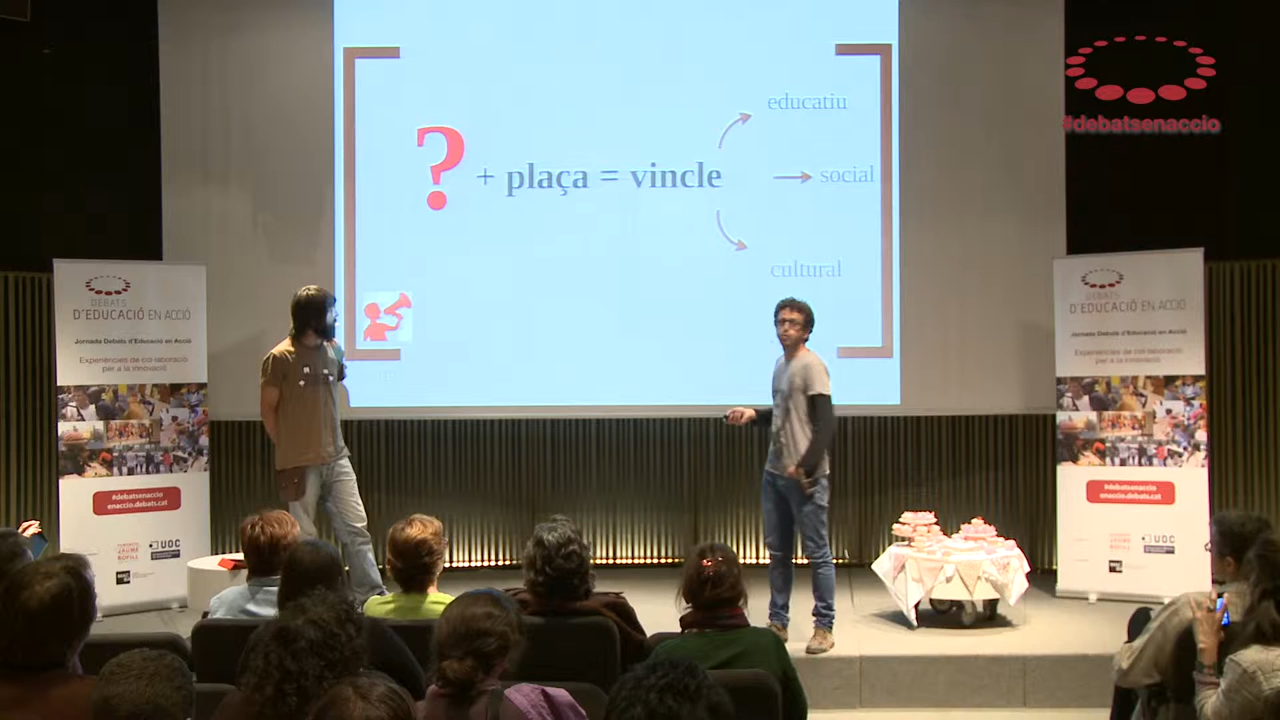 #debatsenaccio
educatiu
? + plaça = vincle
social
cultural
DEBATS
D'EDUCACIÓ EN ACCIÓ
Jornada Debats d'Educació en Acció
Experiències de col·laboració
per a la innovació
#debatsenaccio
enaccio.debats.cat
UOC
DEBATS
D'EDUCACIÓ EN ACCIÓ
Jornada Debats d'Educació en Acció
Experiències de col·laboració
per a la innovació
#debatsenaccio
enaccio.debats.cat
UOC